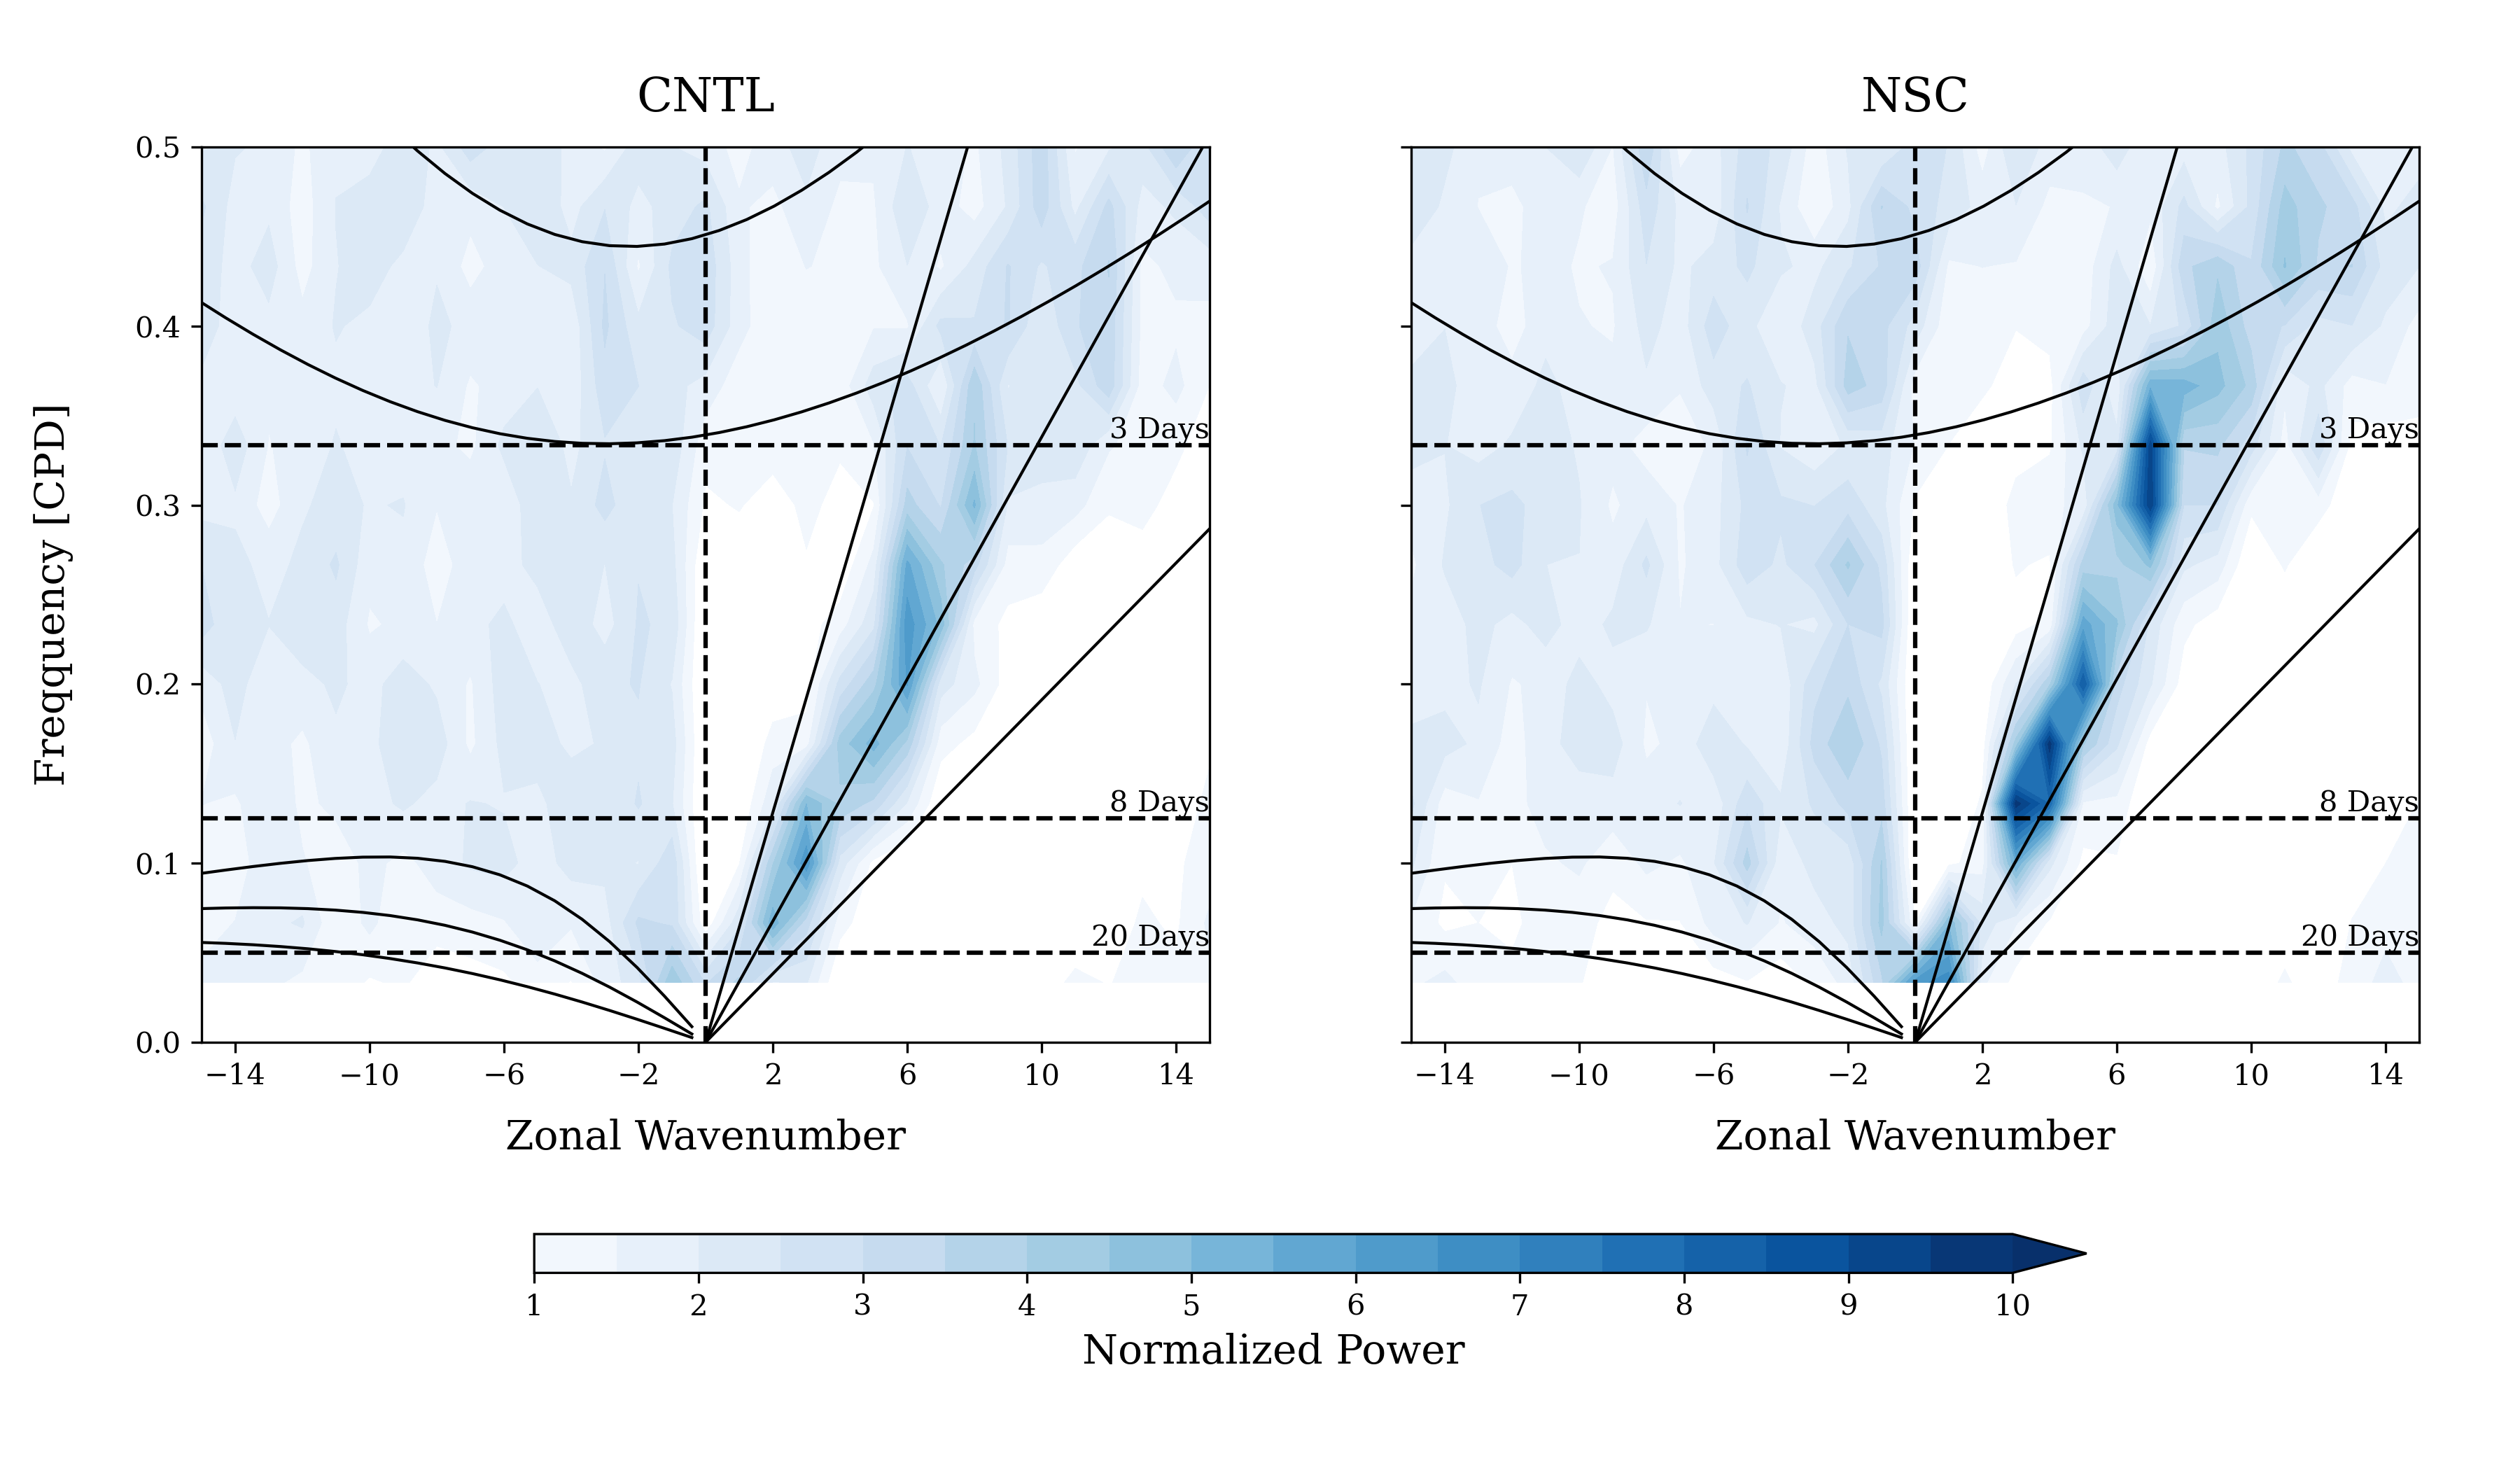 CNTL
NSC
Freqquency [CPD]
0.5
0.4
0.3
0.2
0.1
0.0
3 Days
8 Days
20 Days
3 Days
8 Days
20 Days
−14 −10 −6 −2 2 6 10 14
−14 −10 −6 −2 2 6 10 14
Zonal Wavenumber
Zonal Wavenumber
1 2 3 4 5 6 7 8 9 10
Normalized Power